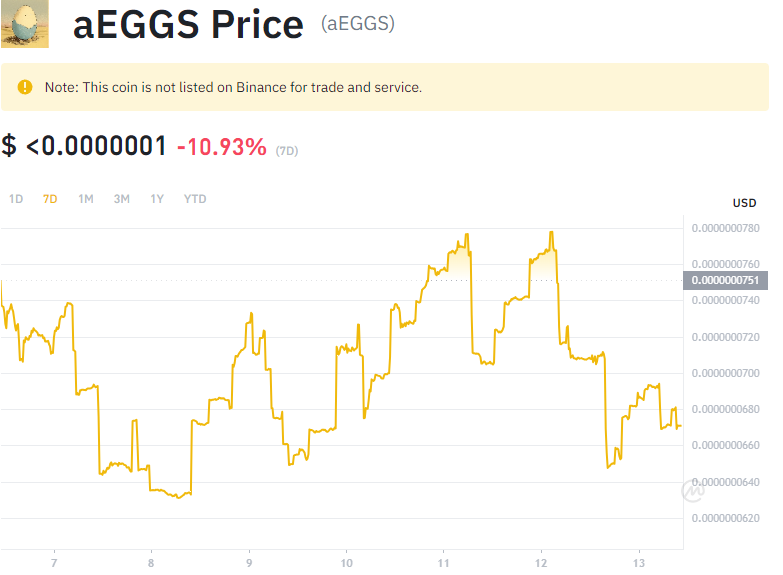 aEGGS Price (aEGGS)
Note: This coin is not listed on Binance for trade and service.
$ <0.0000001 -10.93% (7D)
1D 7D 1M 3M 1Y YTD
USD
0.0000000780
0.0000000760
0.0000000751
0.0000000740
0.0000000720
0.0000000700
0.0000000680
0.0000000660
0.0000000640
0.0000000620
7 8 9 10 11 12 13